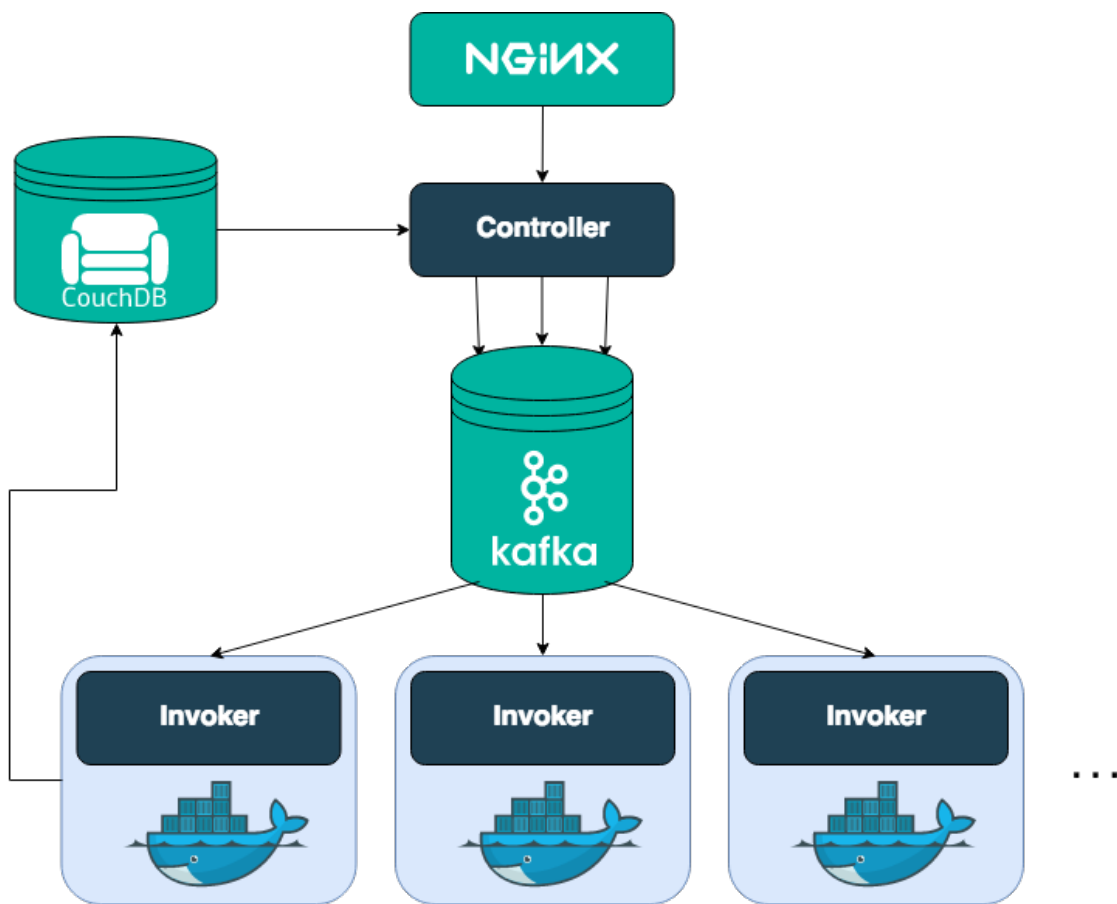 NGINX
Controller
CouchDB
kafka
Invoker
Invoker
Invoker
...